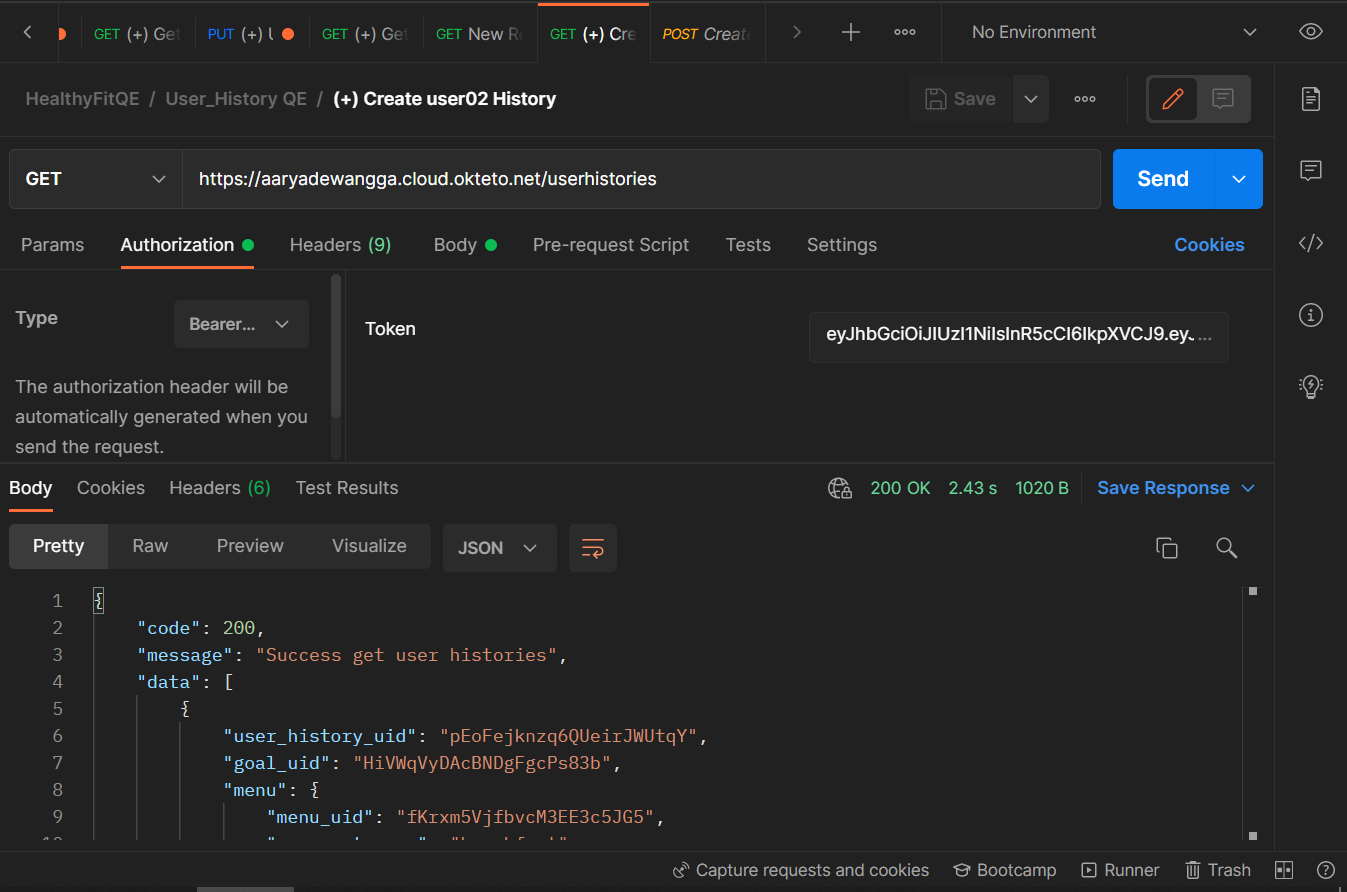 GET (+) Get PUT (+) GET (+) Get GET New Re GET (+) Cre POST Create No Environment
HealthyFitQE / User_History QE / (+) Create user02 History Save
GET https://aaryadewangga.cloud.okteto.net/userhistories Send
Params Authorization Headers (9) Body Pre-request Script Tests Settings Cookies
Type Bearer... Token eyJhbGciOiJIUzI1NiIsInR5cCI6IkpXVCJ9.eyJ...
The authorization header will be
automatically generated when you
send the request.
Body Cookies Headers (6) Test Results 200 OK 2.43 s 1020 B Save Response
Pretty Raw Preview Visualize JSON
1 {
2 "code": 200,
3 "message": "Success get user histories",
4 "data": [
5 {
6 "user_history_uid": "pEoFejknzq6QUeirJWUtqY",
7 "goal_uid": "HiVWqVyDAcBNDgFgcPs83b",
8 "menu": {
9 "menu_uid": "fKrxm5VjfbvcM3EE3c5JG5",
Capture requests and cookies Bootcamp Runner Trash